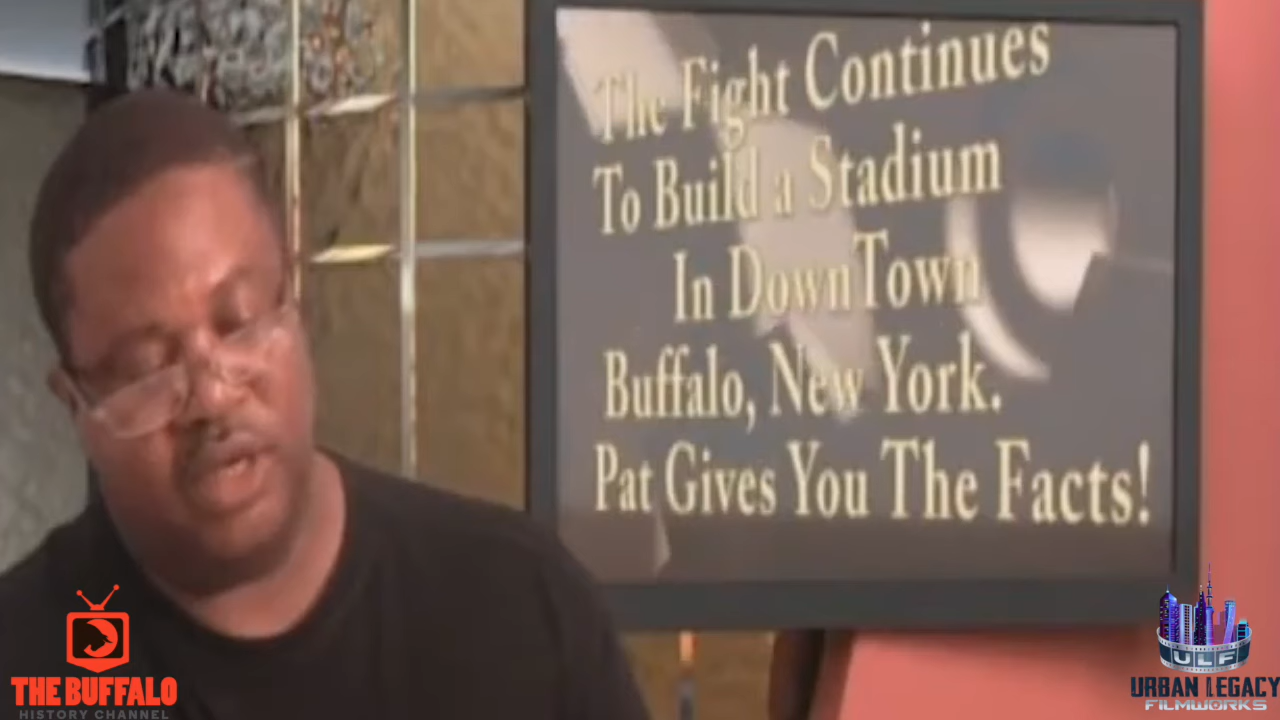 The Fight Continues
To Build a Stadium
In DownTown
Buffalo, New York.
Pat Gives You The Facts!
THE BUFFALO
HISTORY CHANNEL
ULF
URBAN LEGACY
FILMWORKS